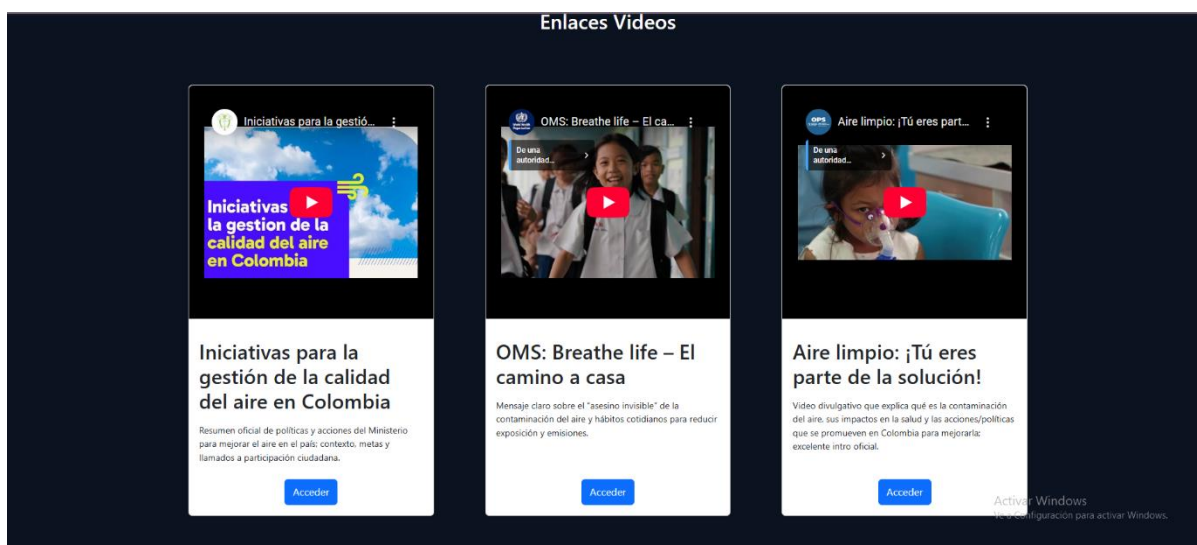 Enlaces Videos
Iniciativas para la gestió...
Iniciativas
la gestion de la
calidad del aire
en Colombia
Iniciativas para la
gestión de la calidad
del aire en Colombia
Resumen oficial de políticas y acciones del Ministerio
para mejorar el aire en el país: contexto, metas y
llamados a participación ciudadana.
Acceder
OMS: Breathe life – El ca...
De una
autoridad...
OMS: Breathe life – El
camino a casa
Mensaje claro sobre el "asesino invisible" de la
contaminación del aire y hábitos cotidianos para reducir
exposición y emisiones.
Acceder
OPS
Aire limpio: ¡Tú eres part...
De una
autoridad...
Aire limpio: ¡Tú eres
parte de la solución!
Video divulgativo que explica qué es la contaminación
del aire, sus impactos en la salud y las acciones/políticas
que se promueven en Colombia para mejorarla:
excelente intro oficial.
Acceder
Activar Windows
Ve a Configuración para activar Windows.